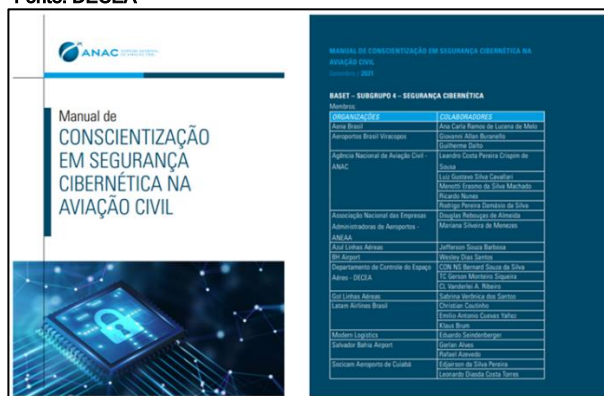 Fonte: DECEA
ANAC
Manual de
CONSCIENTIZAÇÃO
EM SEGURANÇA
CIBERNÉTICA NA
AVIAÇÃO CIVIL
MANUAL DE CONSCIENTIZAÇÃO EM SEGURANÇA CIBERNÉTICA NA
AVIAÇÃO CIVIL
Setembro / 2021
BASET – SUBGRUPO 4 – SEGURANÇA CIBERNÉTICA
Membros:
ORGANIZAÇÕES COLABORADORES
Aena Brasil Ana Carla Ramos de Lucena de Melo
Aeroportos Brasil Viracopos Giovanni Allan Buranello
Guilherme Dalto
Agência Nacional de Aviação Civil - Leandro Costa Pereira Crispim de
ANAC Sousa
Luiz Gustavo Silva Cavallari
Menotti Erasmo da Silva Machado
Ricardo Nunes
Rodrigo Pereira Damásio da Silva
Associação Nacional das Empresas Douglas Rebouças de Almeida
Administradoras de Aeroportos - Mariana Silveira de Menezes
ANEAA
Azul Linhas Aéreas Jefferson Souza Barbosa
BH Airport Wesley Dias Santos
Departamento de Controle do Espaço CON NS Bernard Souza da Silva
Aéreo - DECEA TC Gerson Monteiro Siqueira
CL Vanderlei A. Ribeiro
Gol Linhas Aéreas Sabrina Verônica dos Santos
Latam Airlines Brasil Christian Coutinho
Emilio Antonio Cuevas Yañez
Klaus Brum
Modern Logistics Eduardo Seindenberger
Salvador Bahia Airport Gerlan Alves
Rafael Azevedo
Socicam Aeroporto de Cuiabá Edjairson da Silva Pereira
Leonardo Costa Torres